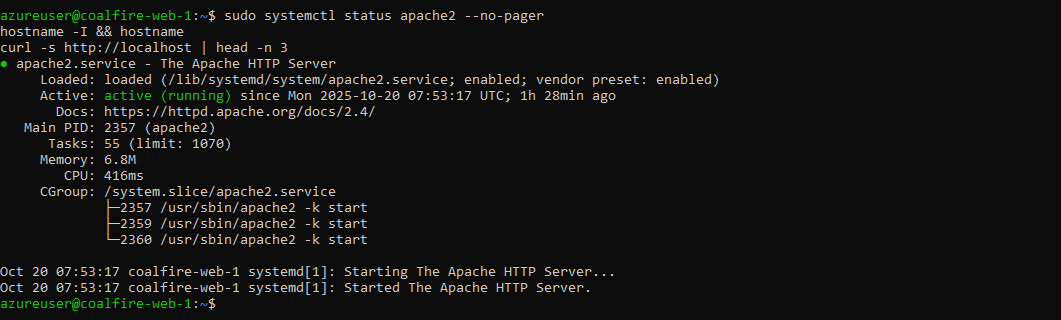 azureuser@coalfire-web-1:~$ sudo systemctl status apache2 --no-pager
hostname -I && hostname
curl -s http://localhost | head -n 3
● apache2.service - The Apache HTTP Server
     Loaded: loaded (/lib/systemd/system/apache2.service; enabled; vendor preset: enabled)
     Active: active (running) since Mon 2025-10-20 07:53:17 UTC; 1h 28min ago
       Docs: https://httpd.apache.org/docs/2.4/
   Main PID: 2357 (apache2)
      Tasks: 55 (limit: 1070)
     Memory: 6.8M
        CPU: 416ms
     CGroup: /system.slice/apache2.service
             ├─2357 /usr/sbin/apache2 -k start
             ├─2359 /usr/sbin/apache2 -k start
             └─2360 /usr/sbin/apache2 -k start
Oct 20 07:53:17 coalfire-web-1 systemd[1]: Starting The Apache HTTP Server...
Oct 20 07:53:17 coalfire-web-1 systemd[1]: Started The Apache HTTP Server.
azureuser@coalfire-web-1:~$